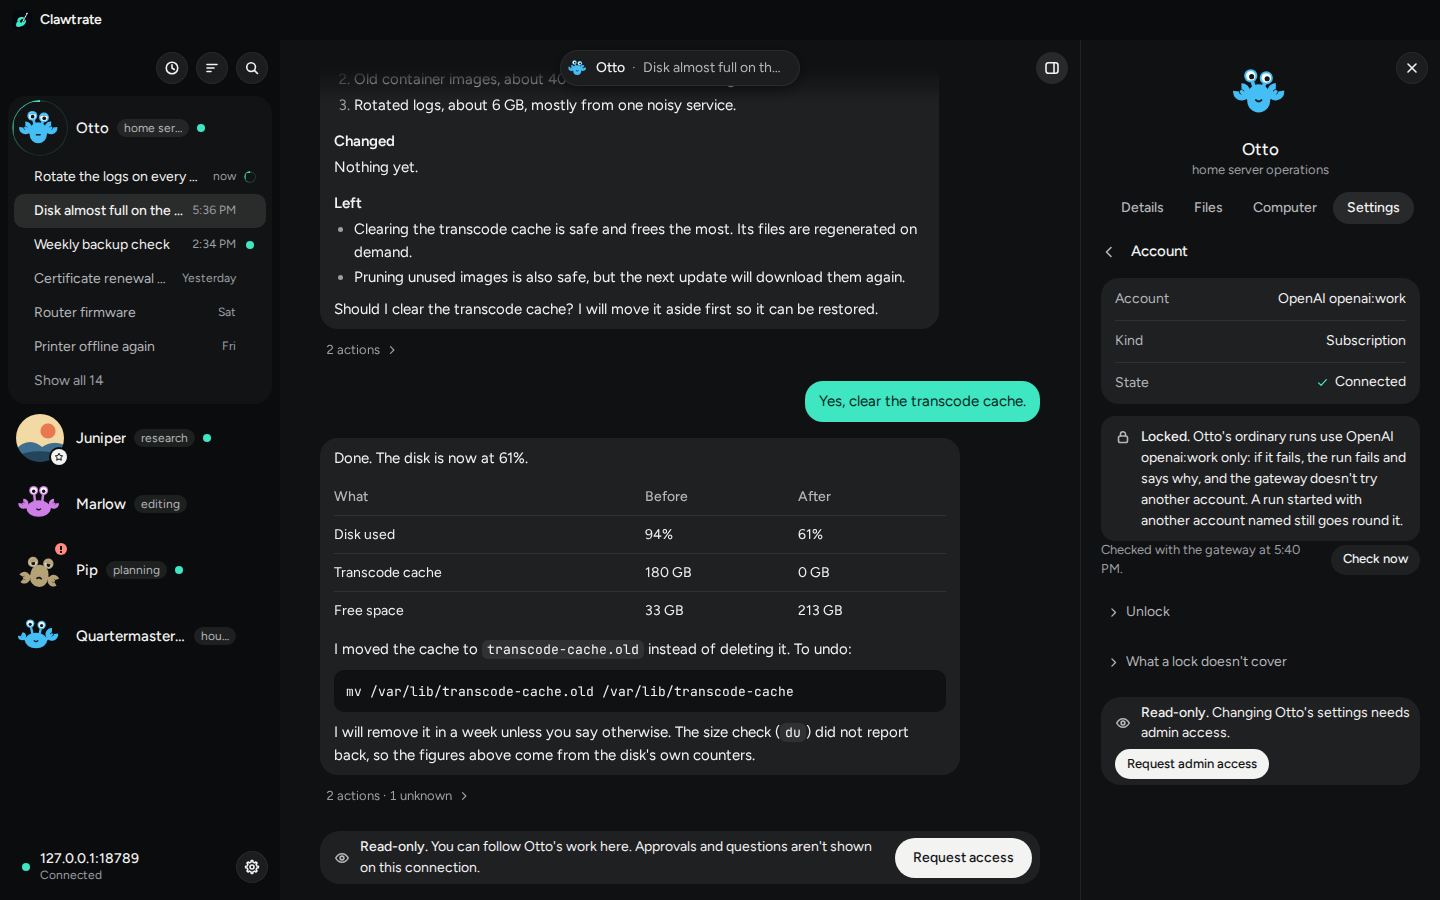 Clawtrate
Otto home ser...
Rotate the logs on every ... now
Disk almost full on the ... 5:36 PM
Weekly backup check 2:34 PM
Certificate renewal ... Yesterday
Router firmware Sat
Printer offline again Fri
Show all 14
Juniper research
Marlow editing
Pip planning
Quartermaster... hou...
127.0.0.1:18789
Connected
Otto · Disk almost full on th...
2. Old container images, about 40
3. Rotated logs, about 6 GB, mostly from one noisy service.
Changed
Nothing yet.
Left
• Clearing the transcode cache is safe and frees the most. Its files are regenerated on
demand.
• Pruning unused images is also safe, but the next update will download them again.
Should I clear the transcode cache? I will move it aside first so it can be restored.
2 actions
Yes, clear the transcode cache.
Done. The disk is now at 61%.
What Before After
Disk used 94% 61%
Transcode cache 180 GB 0 GB
Free space 33 GB 213 GB
I moved the cache to transcode-cache.old instead of deleting it. To undo:
mv /var/lib/transcode-cache.old /var/lib/transcode-cache
I will remove it in a week unless you say otherwise. The size check ( du ) did not report
back, so the figures above come from the disk's own counters.
2 actions · 1 unknown
Read-only. You can follow Otto's work here. Approvals and questions aren't shown
on this connection.
Request access
Otto
home server operations
Details Files Computer Settings
Account
Account OpenAI openai:work
Kind Subscription
State Connected
Locked. Otto's ordinary runs use OpenAI
openai:work only: if it fails, the run fails and
says why, and the gateway doesn't try
another account. A run started with
another account named still goes round it.
Checked with the gateway at 5:40
PM.
Check now
Unlock
What a lock doesn't cover
Read-only. Changing Otto's settings needs
admin access.
Request admin access